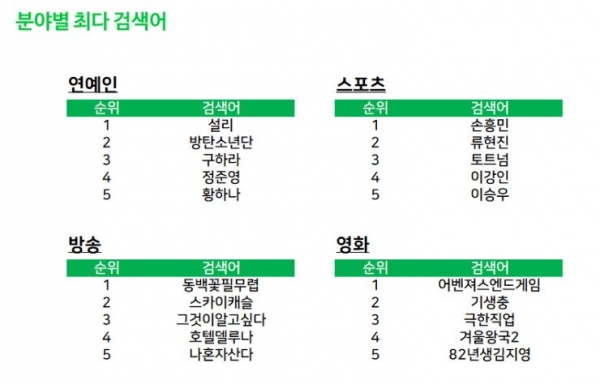 분야별 최다 검색어
연예인
순위 검색어
1 설리
2 방탄소년단
3 구하라
4 정준영
5 황하나
스포츠
순위 검색어
1 손흥민
2 류현진
3 토트넘
4 이강인
5 이승우
방송
순위 검색어
1 동백꽃필무렵
2 스카이캐슬
3 그것이알고싶다
4 호텔델루나
5 나혼자산다
영화
순위 검색어
1 어벤져스엔드게임
2 기생충
3 극한직업
4 겨울왕국2
5 82년생김지영